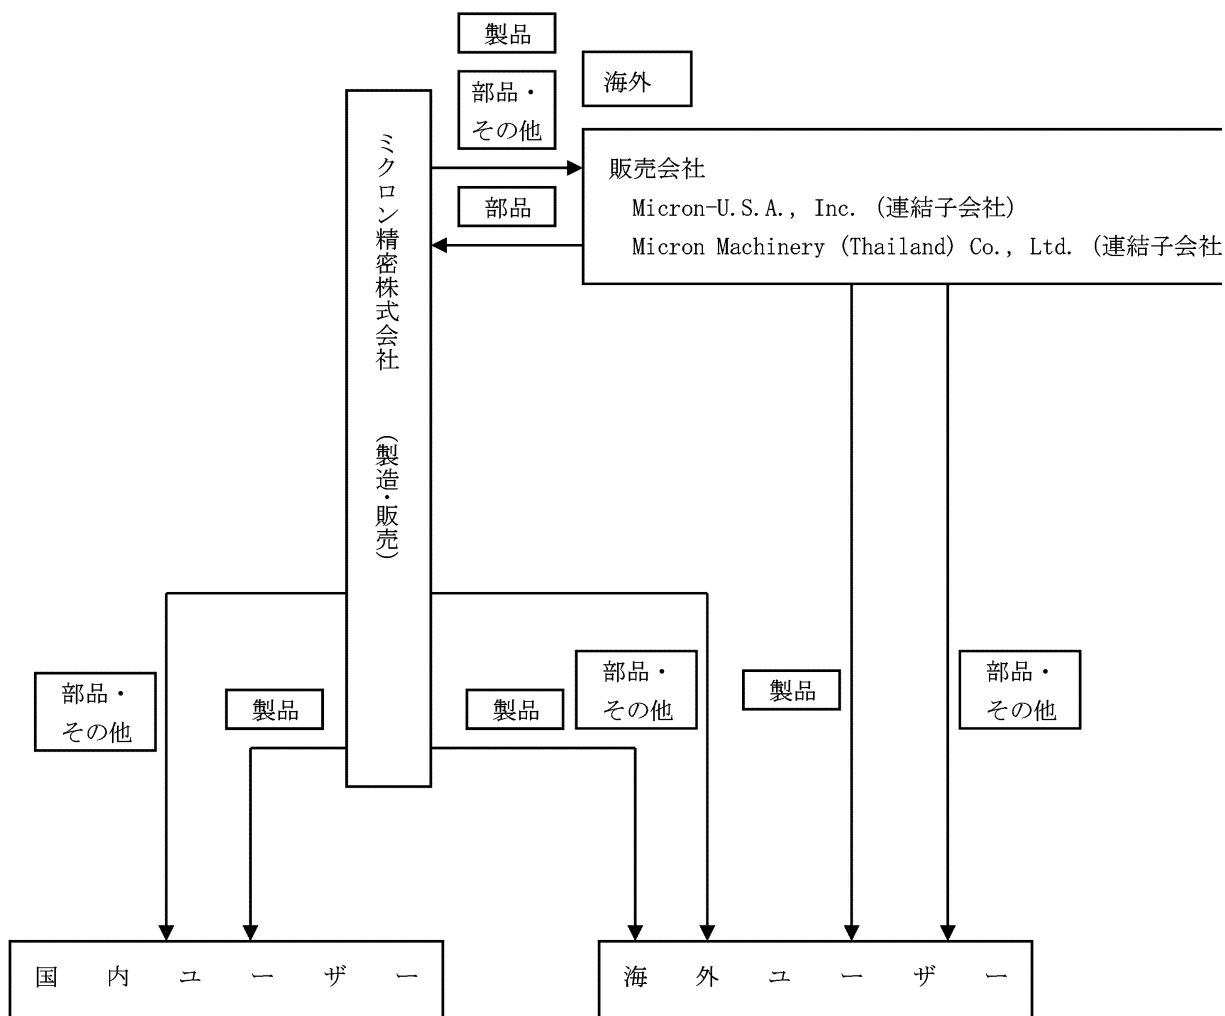 製品
海外
部品・
その他
ミクロン精密株式会社 (製造・販売)
販売会社
部品
Micron-U.S.A., Inc. (連結子会社)
Micron Machinery (Thailand) Co., Ltd. (連結子会社
部品・
その他
製品
製品
部品・
その他
製品
部品・
その他
国内ユーザー
海外ユーザー